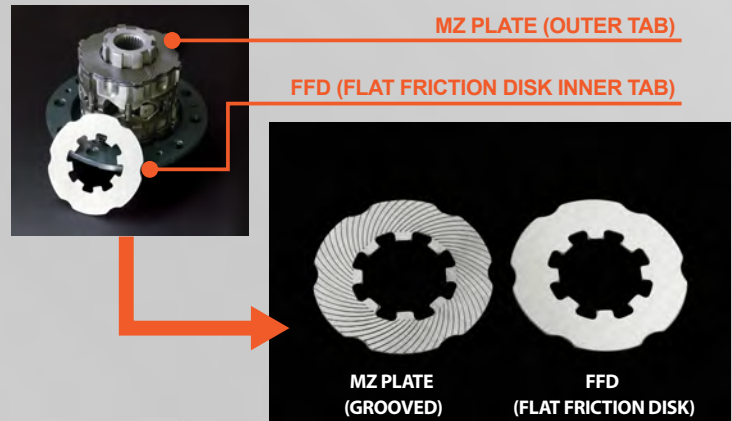 MZ PLATE (OUTER TAB)
FFD (FLAT FRICTION DISK INNER TAB)
MZ PLATE
(GROOVED)
FFD
(FLAT FRICTION DISK)